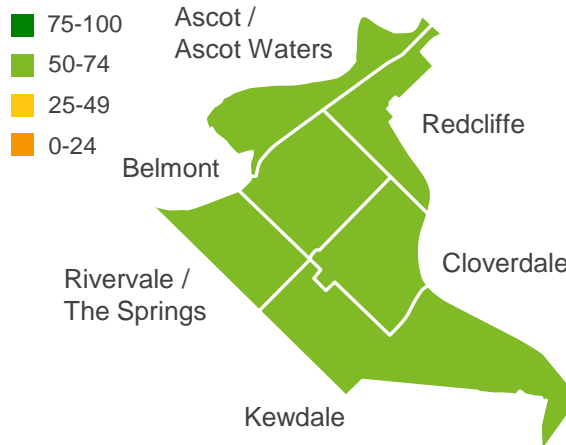 75-100
50-74
25-49
0-24
Ascot /
Ascot Waters
Redcliffe
Belmont
Cloverdale
Rivervale /
The Springs
Kewdale